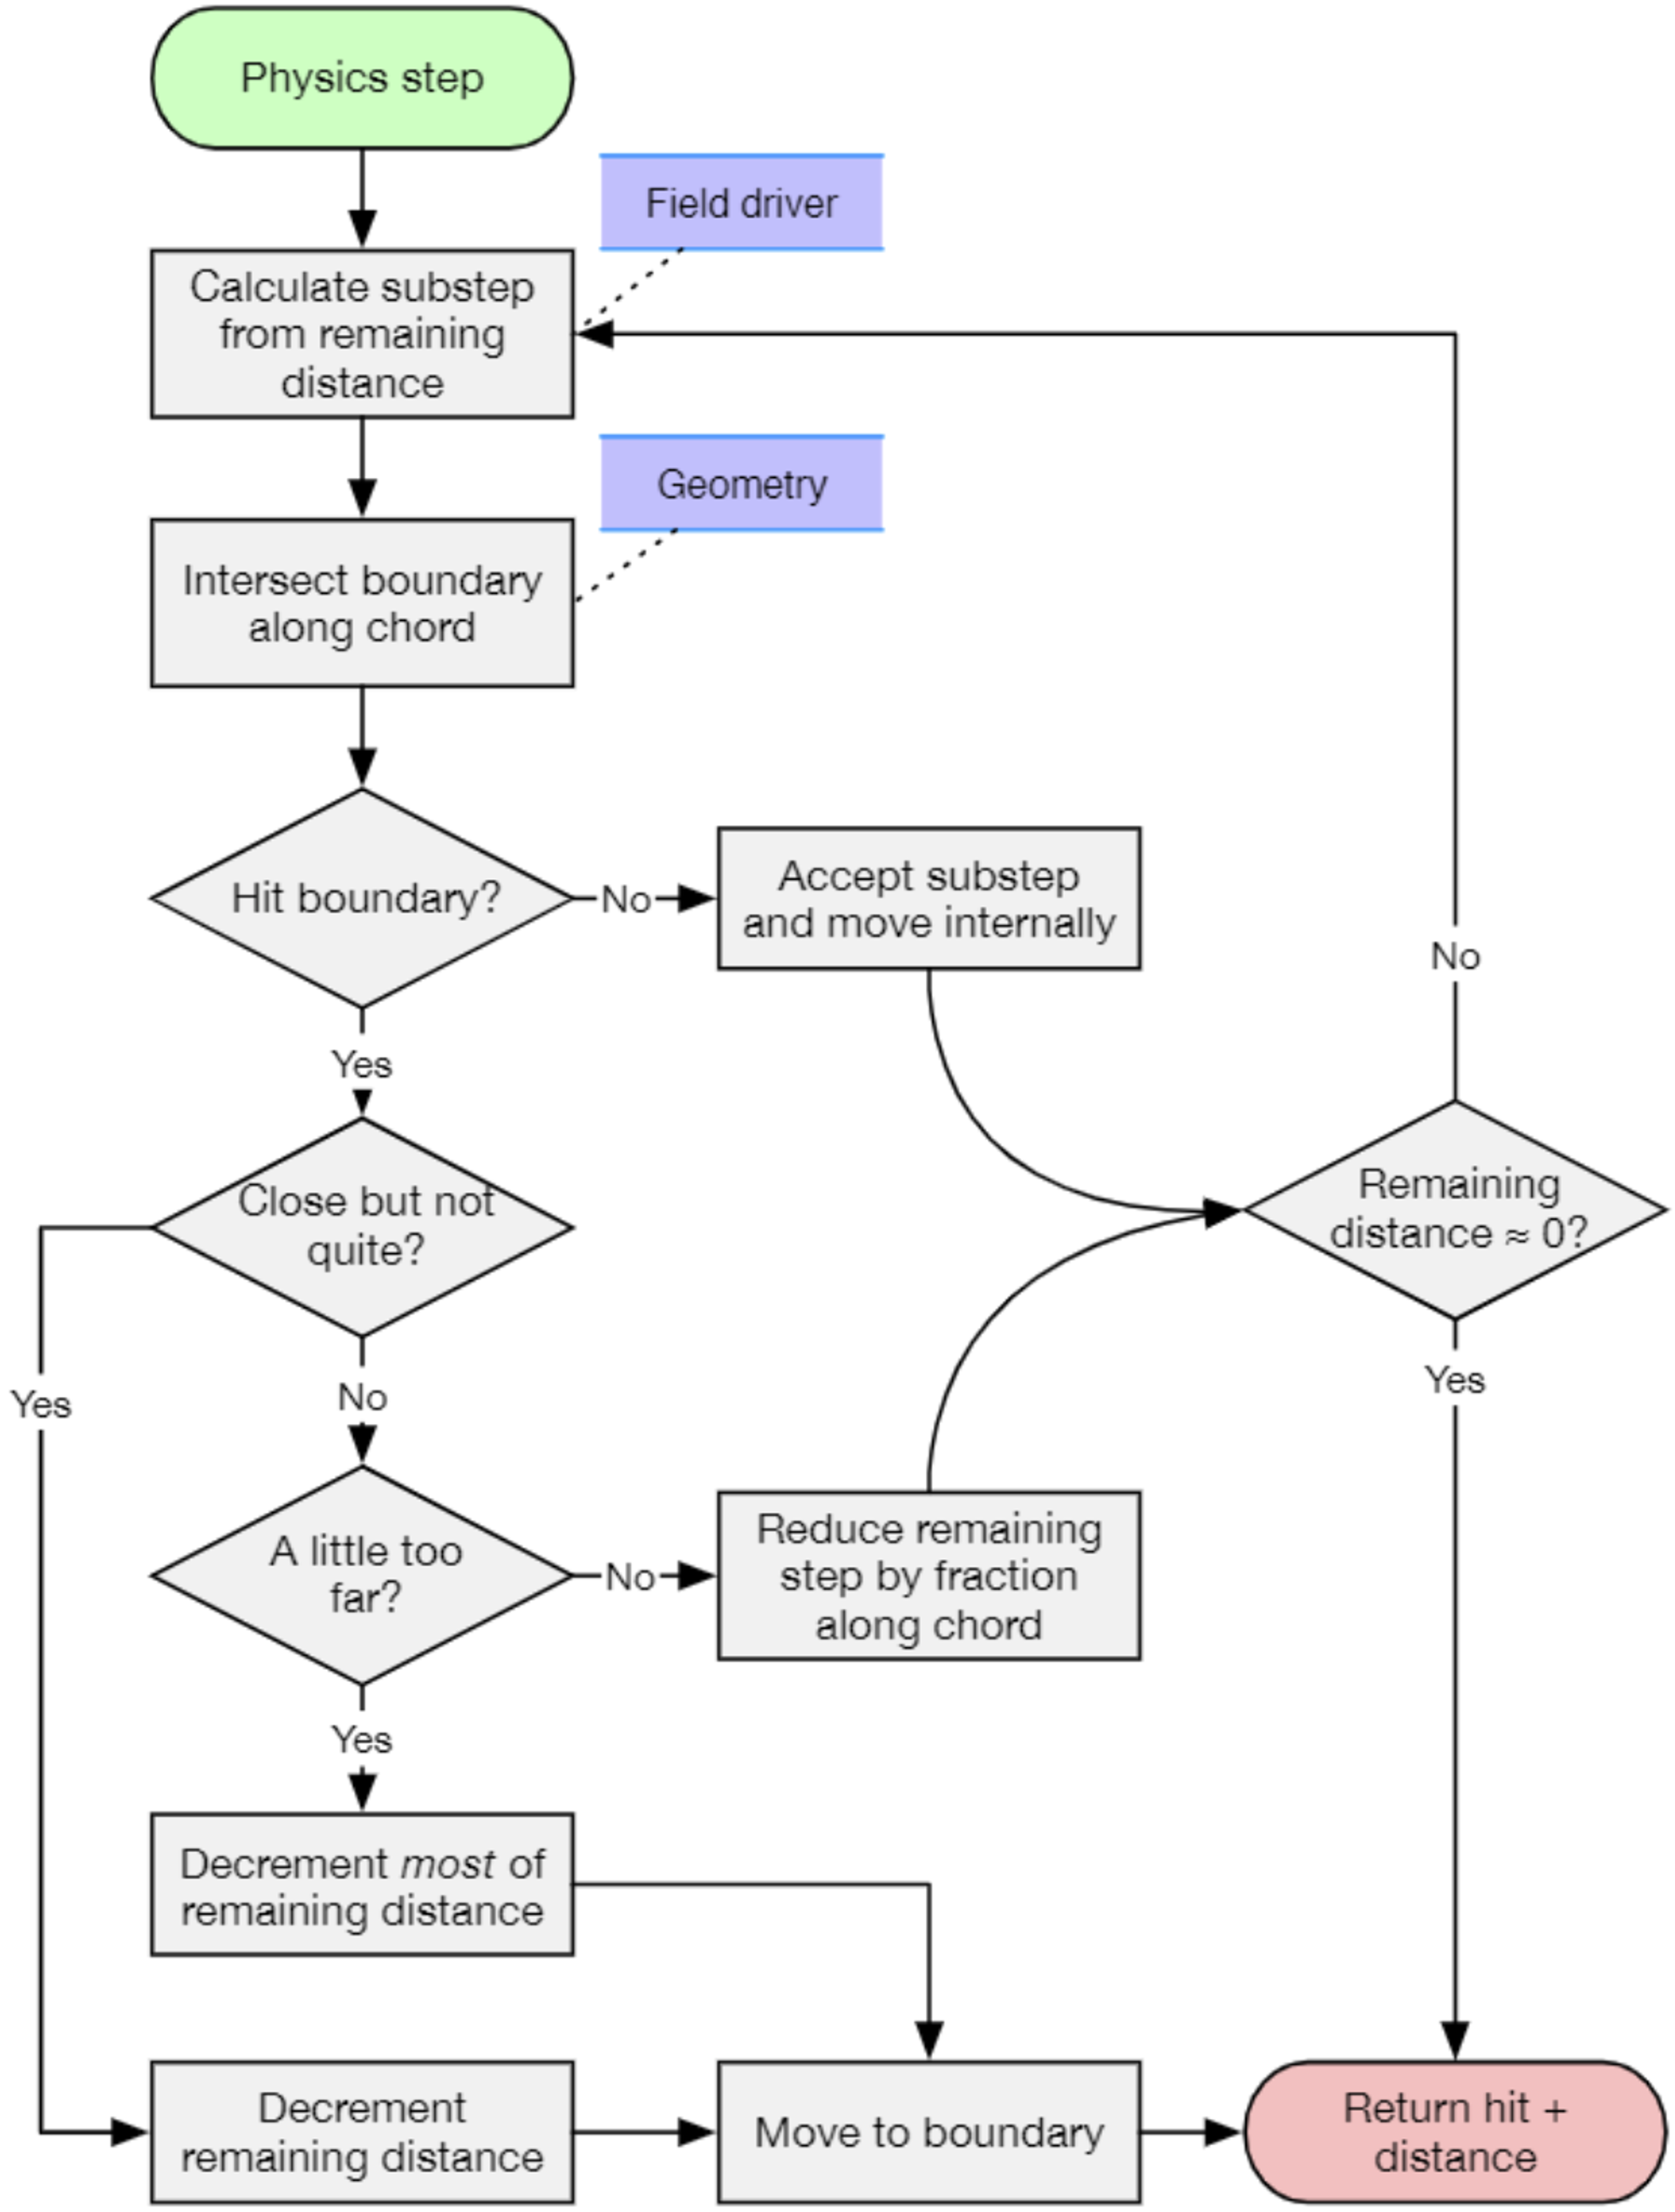 Physics step
Field driver
Calculate substep
from remaining
distance
Geometry
Intersect boundary
along chord
Hit boundary?
No
Accept substep
and move internally
No
Yes
Close but not
quite?
Remaining
distance ≈ 0?
Yes
No
Yes
A little too
far?
No
Reduce remaining
step by fraction
along chord
Yes
Decrement most of
remaining distance
Decrement
remaining distance
Move to boundary
Return hit +
distance